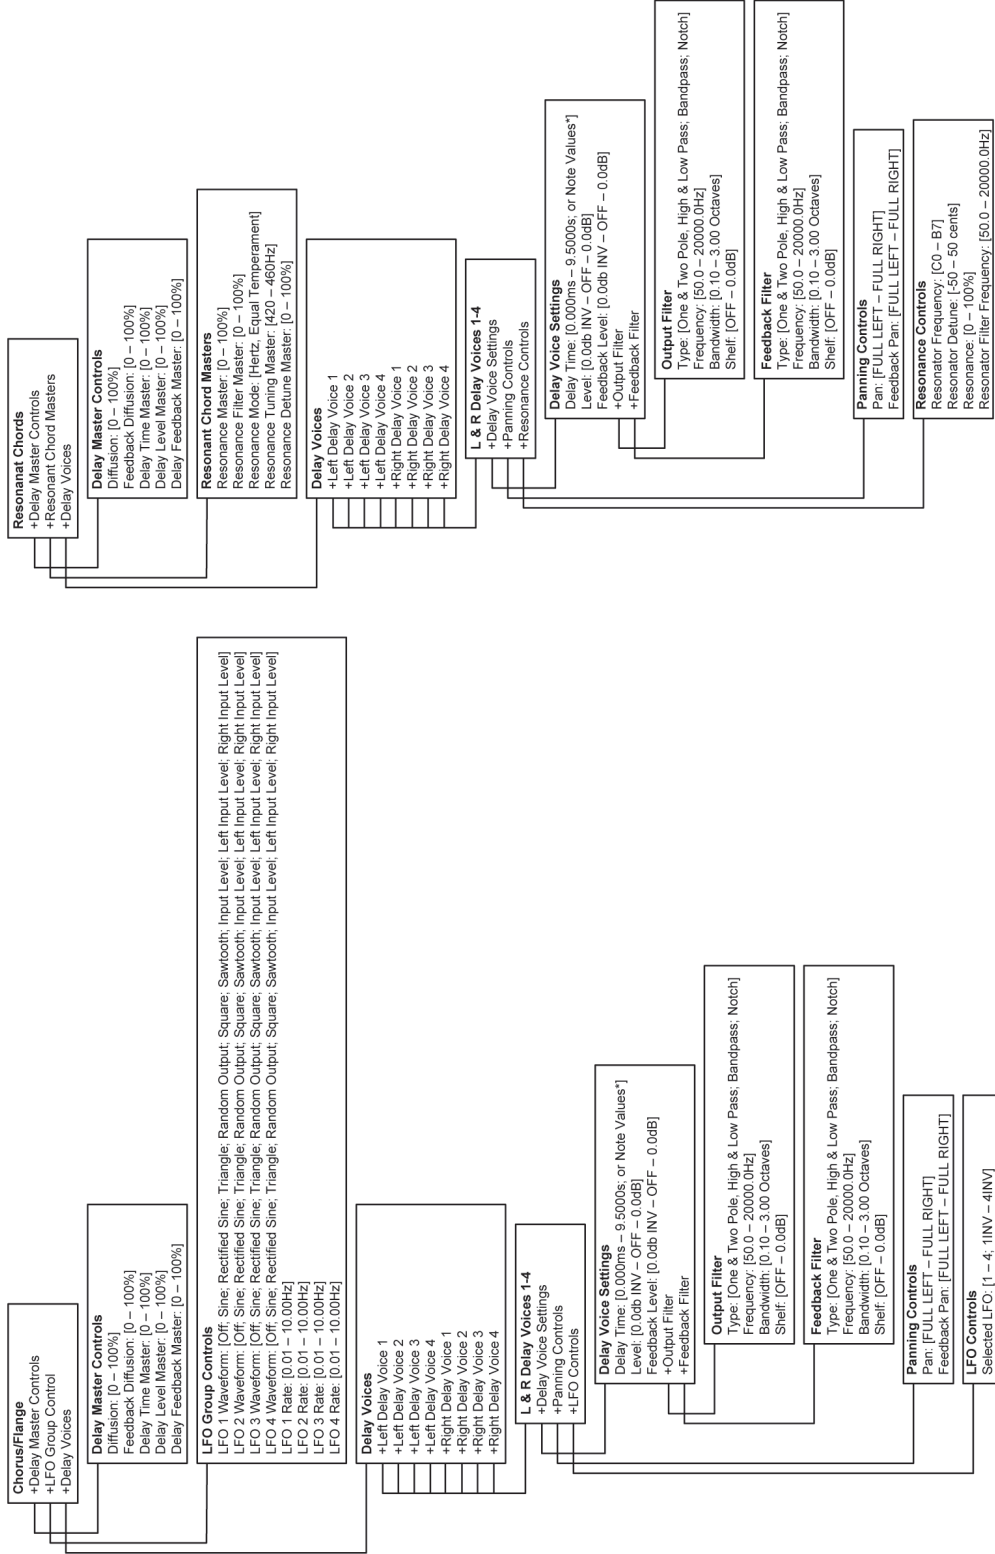 Chorus/Flange
+Delay Master Controls
+LFO Group Control
+Delay Voices
Delay Master Controls
Diffusion: [0 – 100%]
Feedback Diffusion: [0 – 100%]
Delay Time Master: [0 – 100%]
Delay Level Master: [0 – 100%]
Delay Feedback Master: [0 – 100%]
LFO Group Controls
LFO 1 Waveform: [Off; Sine; Rectified Sine; Triangle; Random Output; Square; Sawtooth; Input Level; Left Input Level; Right Input Level]
LFO 2 Waveform: [Off; Sine; Rectified Sine; Triangle; Random Output; Square; Sawtooth; Input Level; Left Input Level; Right Input Level]
LFO 3 Waveform: [Off; Sine; Rectified Sine; Triangle; Random Output; Square; Sawtooth; Input Level; Left Input Level; Right Input Level]
LFO 4 Waveform: [Off; Sine; Rectified Sine; Triangle; Random Output; Square; Sawtooth; Input Level; Left Input Level; Right Input Level]
LFO 1 Rate: [0.01 – 10.00Hz]
LFO 2 Rate: [0.01 – 10.00Hz]
LFO 3 Rate: [0.01 – 10.00Hz]
LFO 4 Rate: [0.01 – 10.00Hz]
Delay Voices
+Left Delay Voice 1
+Left Delay Voice 2
+Left Delay Voice 3
+Left Delay Voice 4
+Right Delay Voice 1
+Right Delay Voice 2
+Right Delay Voice 3
+Right Delay Voice 4
L & R Delay Voices 1-4
+Delay Voice Settings
+Panning Controls
+LFO Controls
Delay Voice Settings
Delay Time: [0.000ms – 9.5000s; or Note Values*]
Level: [0.0db INV – OFF – 0.0dB]
Feedback Level: [0.0db INV – OFF – 0.0dB]
+Output Filter
+Feedback Filter
Output Filter
Type: [One & Two Pole, High & Low Pass; Bandpass; Notch]
Frequency: [50.0 – 20000.0Hz]
Bandwidth: [0.10 – 3.00 Octaves]
Shelf: [OFF – 0.0dB]
Feedback Filter
Type: [One & Two Pole, High & Low Pass; Bandpass; Notch]
Frequency: [50.0 – 20000.0Hz]
Bandwidth: [0.10 – 3.00 Octaves]
Shelf: [OFF – 0.0dB]
Panning Controls
Pan: [FULL LEFT – FULL RIGHT]
Feedback Pan: [FULL LEFT – FULL RIGHT]
LFO Controls
Selected LFO: [1 – 4; 1INV – 4INV]
Resonanat Chords
+Delay Master Controls
+Resonant Chord Masters
+Delay Voices
Delay Master Controls
Diffusion: [0 – 100%]
Feedback Diffusion: [0 – 100%]
Delay Time Master: [0 – 100%]
Delay Level Master: [0 – 100%]
Delay Feedback Master: [0 – 100%]
Resonant Chord Masters
Resonance Master: [0 – 100%]
Resonance Filter Master: [0 – 100%]
Resonance Mode: [Hertz, Equal Temperament]
Resonance Tuning Master: [420 – 460Hz]
Resonance Detune Master: [0 – 100%]
Delay Voices
+Left Delay Voice 1
+Left Delay Voice 2
+Left Delay Voice 3
+Left Delay Voice 4
+Right Delay Voice 1
+Right Delay Voice 2
+Right Delay Voice 3
+Right Delay Voice 4
L & R Delay Voices 1-4
+Delay Voice Settings
+Panning Controls
+Resonance Controls
Delay Voice Settings
Delay Time: [0.000ms – 9.5000s; or Note Values*]
Level: [0.0db INV – OFF – 0.0dB]
Feedback Level: [0.0db INV – OFF – 0.0dB]
+Output Filter
+Feedback Filter
Output Filter
Type: [One & Two Pole, High & Low Pass; Bandpass; Notch]
Frequency: [50.0 – 20000.0Hz]
Bandwidth: [0.10 – 3.00 Octaves]
Shelf: [OFF – 0.0dB]
Feedback Filter
Type: [One & Two Pole, High & Low Pass; Bandpass; Notch]
Frequency: [50.0 – 20000.0Hz]
Bandwidth: [0.10 – 3.00 Octaves]
Shelf: [OFF – 0.0dB]
Panning Controls
Pan: [FULL LEFT – FULL RIGHT]
Feedback Pan: [FULL LEFT – FULL RIGHT]
Resonance Controls
Resonator Frequency: [C0 – B7]
Resonator Detune: [-50 – 50 cents]
Resonance: [0 – 100%]
Resonator Filter Frequency: [50.0 – 20000.0Hz]